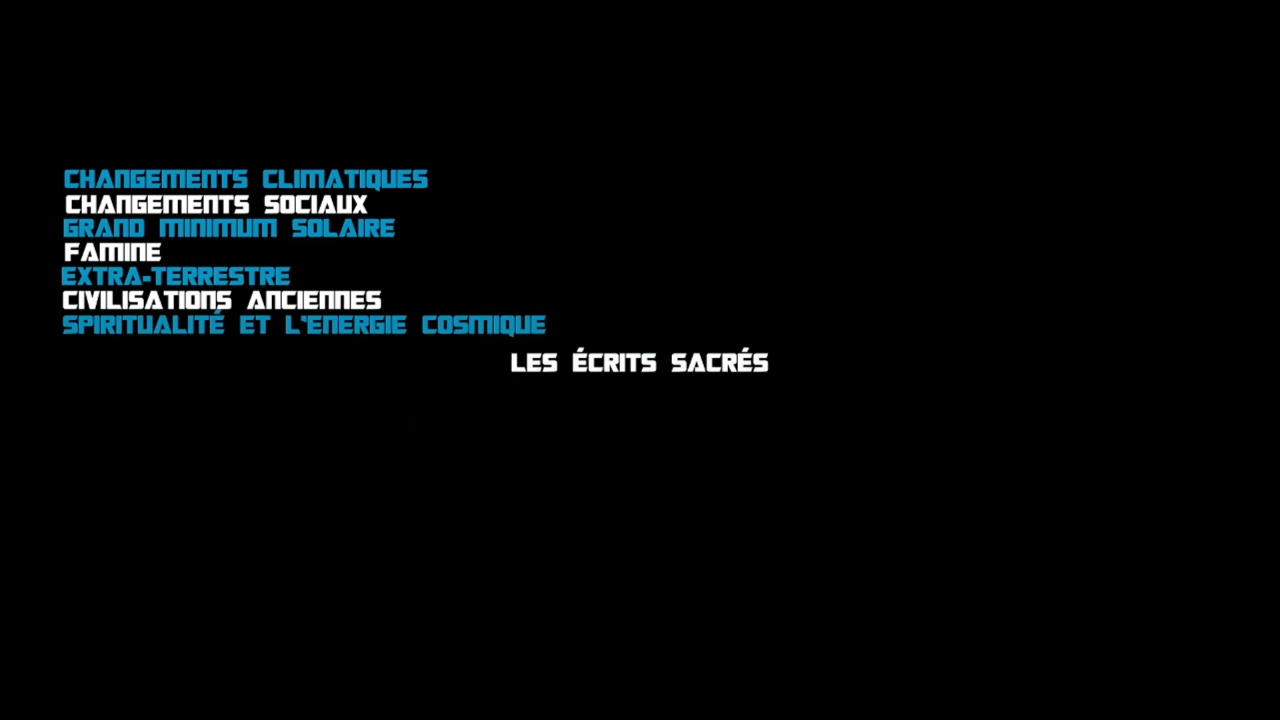 CHANGEMENTS CLIMATIQUES
CHANGEMENTS SOCIAUX
GRAND MINIMUM SOLAIRE
FAMINE
EXTRA-TERRESTRE
CIVILISATIONS ANCIENNES
SPIRITUALITÉ ET L'ENERGIE COSMIQUE
LES ÉCRITS SACRÉS